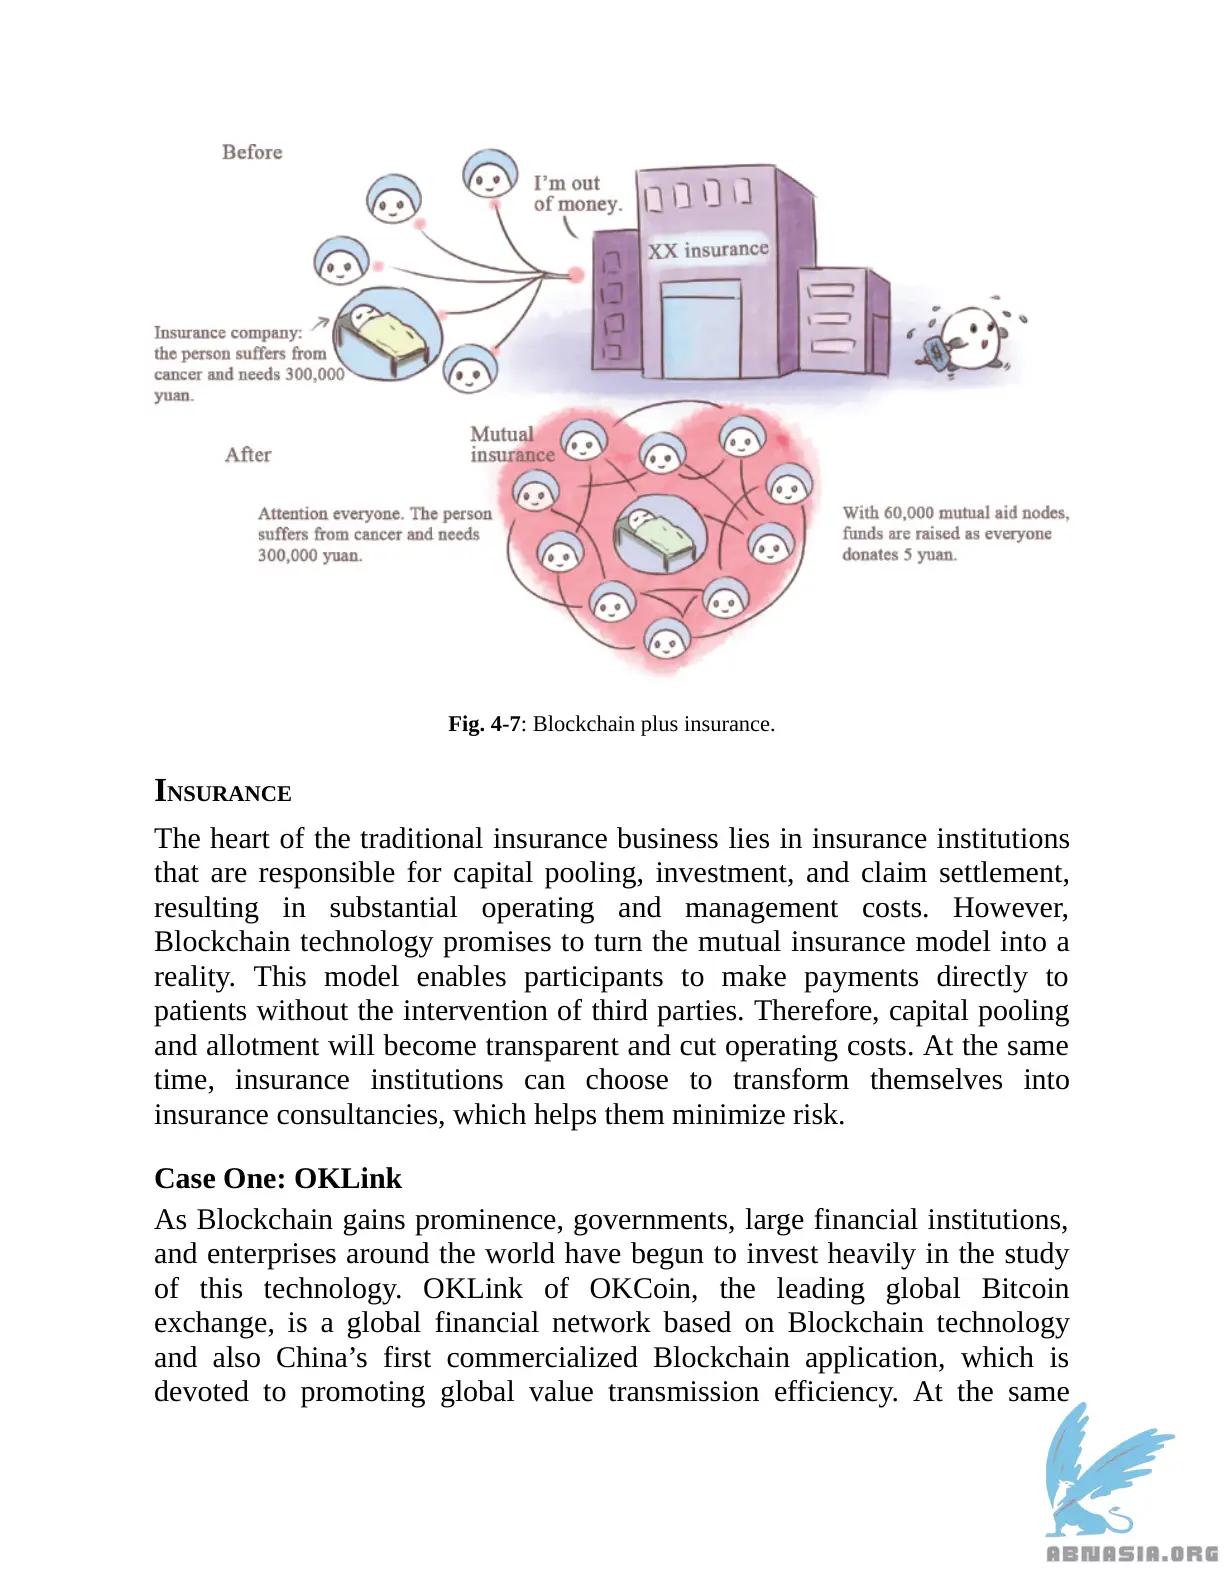 Before
I'm out
of money.
XX insurance
Insurance company:
the person suffers from
cancer and needs 300,000
yuan.
Mutual
insurance
After
Attention everyone. The person
suffers from cancer and needs
300,000 yuan.
With 60,000 mutual aid nodes,
funds are raised as everyone
donates 5 yuan.
Fig. 4-7: Blockchain plus insurance.
INSURANCE
The heart of the traditional insurance business lies in insurance institutions
that are responsible for capital pooling, investment, and claim settlement,
resulting in substantial operating and management costs. However,
Blockchain technology promises to turn the mutual insurance model into a
reality. This model enables participants to make payments directly to
patients without the intervention of third parties. Therefore, capital pooling
and allotment will become transparent and cut operating costs. At the same
time, insurance institutions can choose to transform themselves into
insurance consultancies, which helps them minimize risk.
Case One: OKLink
As Blockchain gains prominence, governments, large financial institutions,
and enterprises around the world have begun to invest heavily in the study
of this technology. OKLink of OKCoin, the leading global Bitcoin
exchange, is a global financial network based on Blockchain technology
and also China’s first commercialized Blockchain application, which is
devoted to promoting global value transmission efficiency. At the same
ABNASIA.ORG